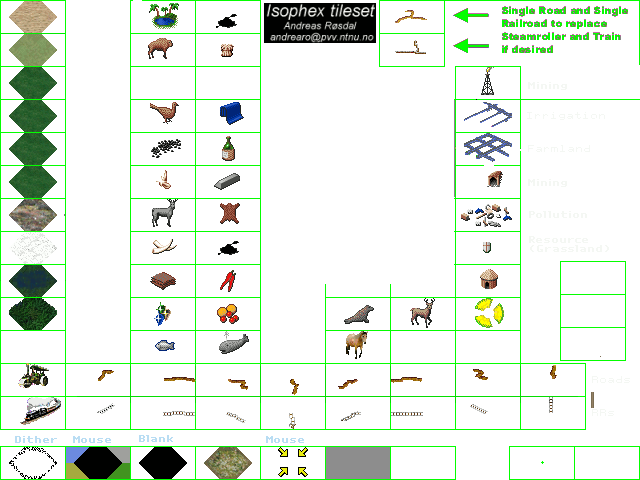 Isophex tileset
Andreas Røsdal
andrearo@pvv.ntnu.no
Single Road and Single
Railroad to replace
Steamroller and Train
if desired
Mining
Irrigation
Farmland
Mining
Pollution
Resource
(Grassland)
Roads
Dither Mouse Blank Mouse